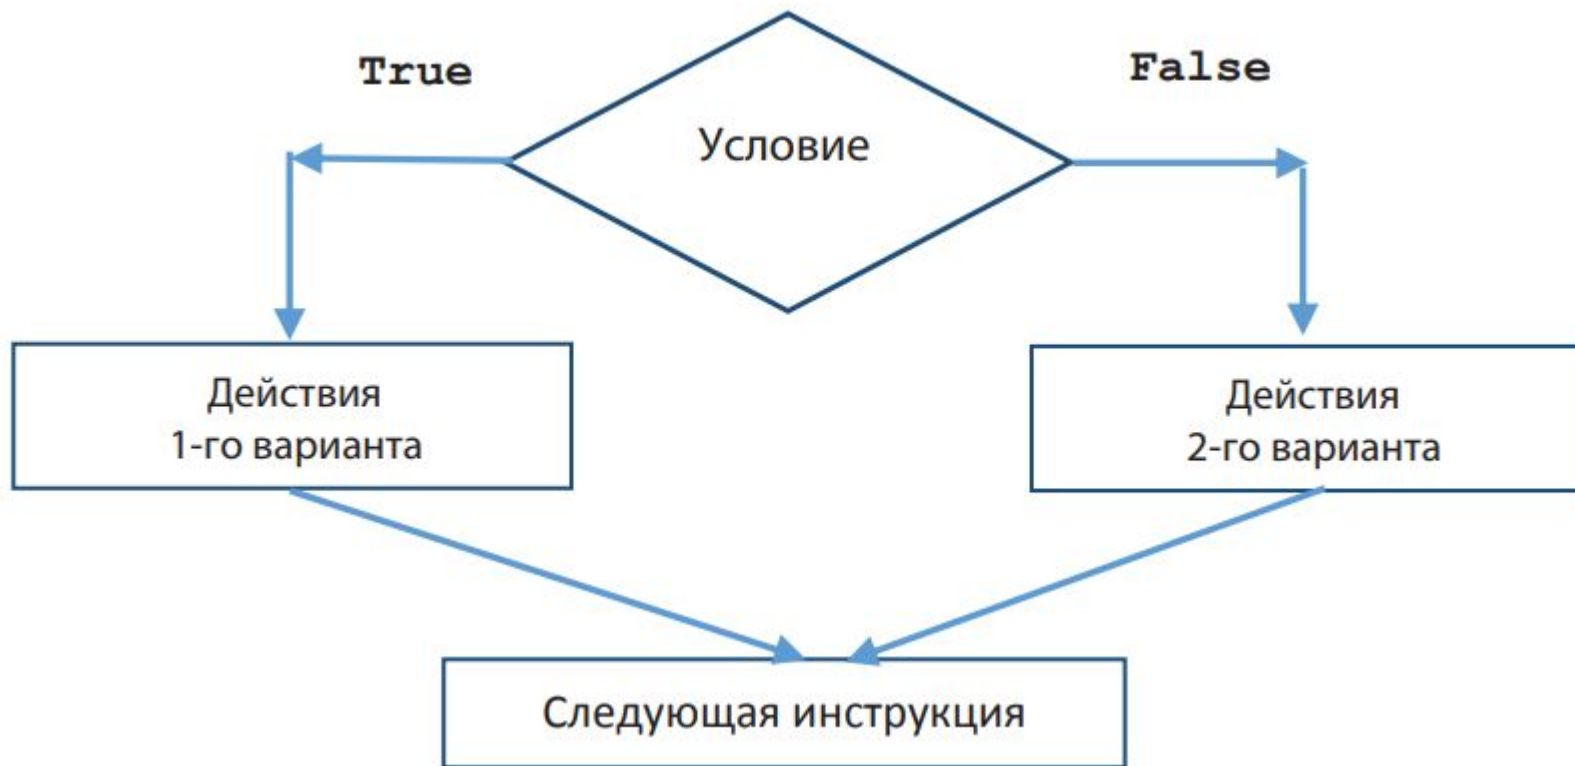 True
False
Условие
Действия
1-го варианта
Действия
2-го варианта
Следующая инструкция